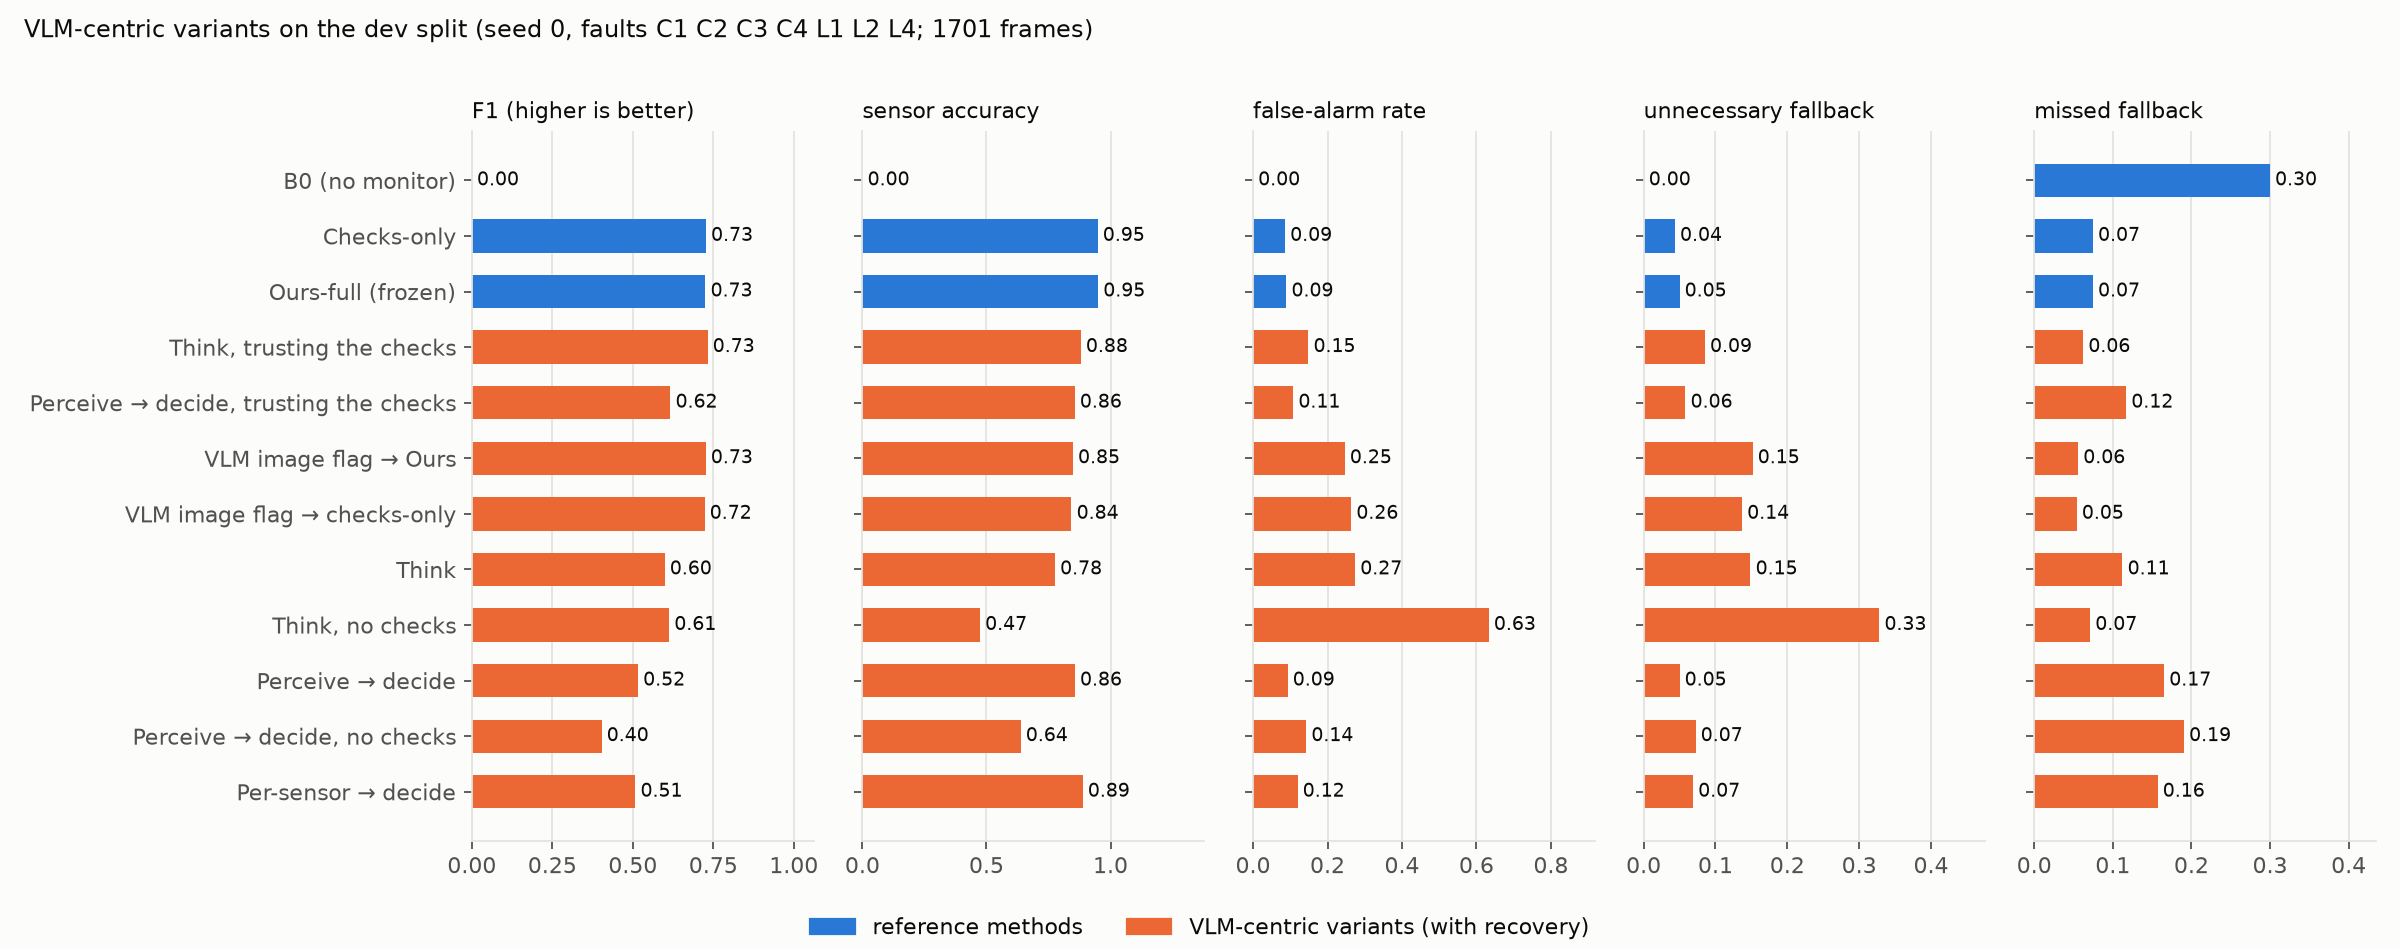 VLM-centric variants on the dev split (seed 0, faults C1 C2 C3 C4 L1 L2 L4; 1701 frames)
F1 (higher is better) sensor accuracy false-alarm rate unnecessary fallback missed fallback
B0 (no monitor) 0.00 0.00 0.00 0.00 0.30
Checks-only 0.73 0.95 0.09 0.04 0.07
Ours-full (frozen) 0.73 0.95 0.09 0.05 0.07
Think, trusting the checks 0.73 0.88 0.15 0.09 0.06
Perceive → decide, trusting the checks 0.62 0.86 0.11 0.06 0.12
VLM image flag → Ours 0.73 0.85 0.25 0.15 0.06
VLM image flag → checks-only 0.72 0.84 0.26 0.14 0.05
Think 0.60 0.78 0.27 0.15 0.11
Think, no checks 0.61 0.47 0.63 0.33 0.07
Perceive → decide 0.52 0.86 0.09 0.05 0.17
Perceive → decide, no checks 0.40 0.64 0.14 0.07 0.19
Per-sensor → decide 0.51 0.89 0.12 0.07 0.16
0.00 0.25 0.50 0.75 1.00 0.0 0.5 1.0 0.0 0.2 0.4 0.6 0.8 0.0 0.1 0.2 0.3 0.4 0.0 0.1 0.2 0.3 0.4
reference methods VLM-centric variants (with recovery)